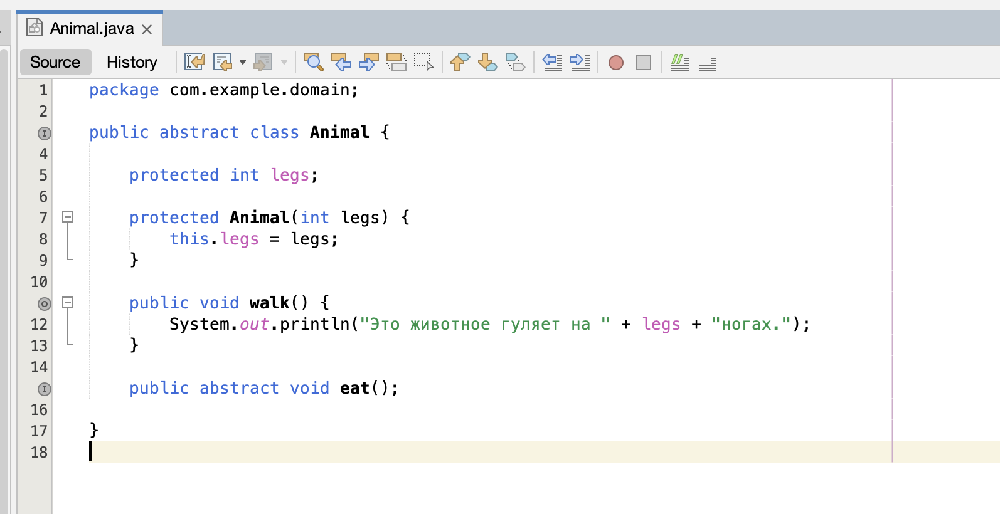 Animal.java
Source History
1 package com.example.domain;
2
public abstract class Animal {
4
5 protected int legs;
6
7 protected Animal(int legs) {
8 this.legs = legs;
9 }
10
public void walk() {
12 System.out.println("Это животное гуляет на " + legs + "ногах.");
13 }
14
public abstract void eat();
16
17 }
18